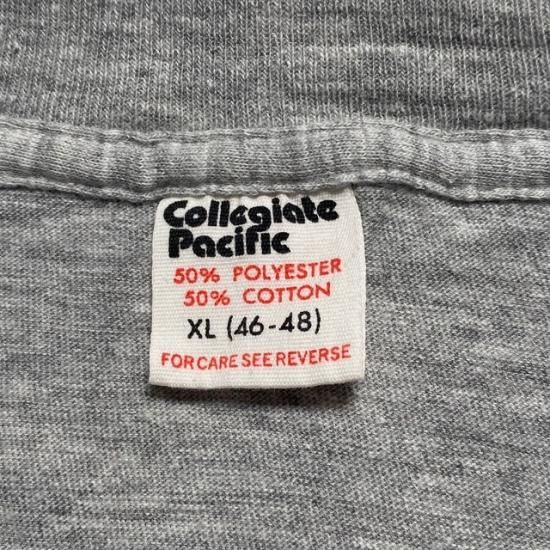 Collegiate
Pacific
50% POLYESTER
50% COTTON
XL (46-48)
FOR CARE SEE REVERSE